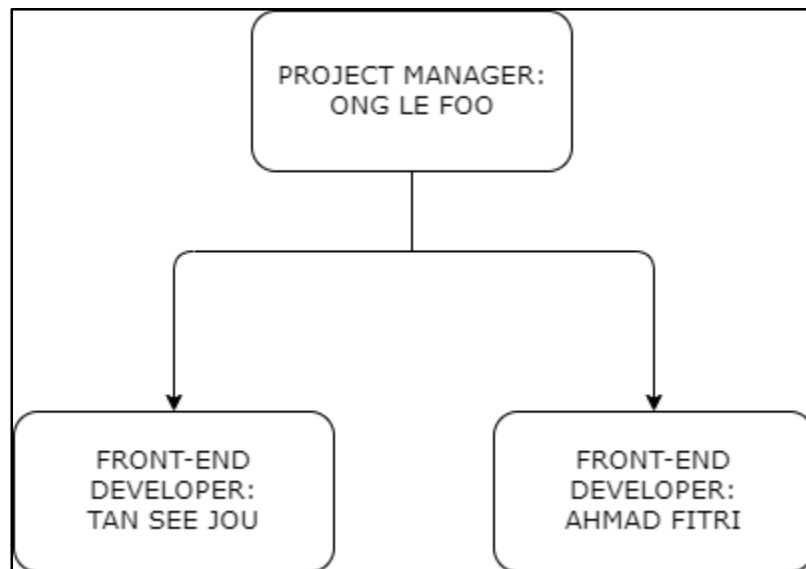 PROJECT MANAGER:
ONG LE FOO
FRONT-END
DEVELOPER:
TAN SEE JOU
FRONT-END
DEVELOPER:
AHMAD FITRI